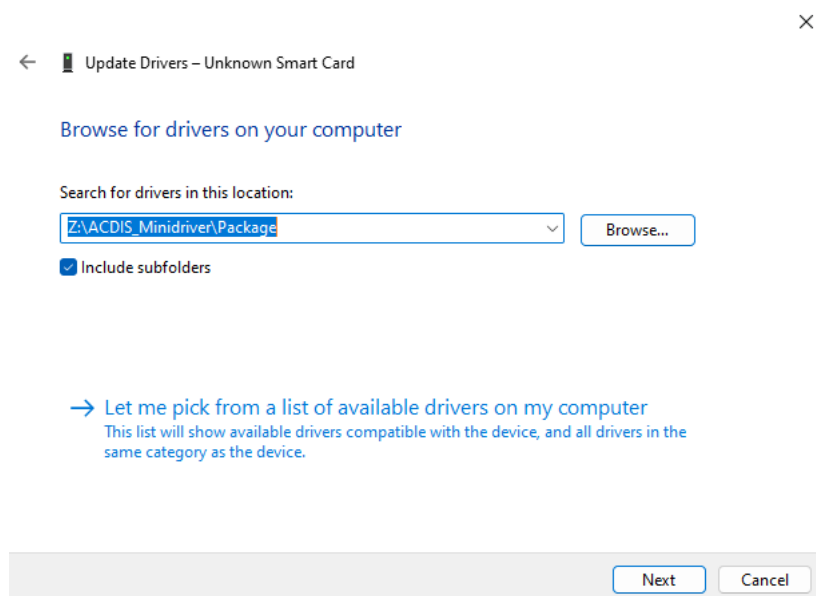 Update Drivers – Unknown Smart Card
Browse for drivers on your computer
Search for drivers in this location:
Z:\ACDIS_Minidriver\Package
Browse...
Include subfolders
Let me pick from a list of available drivers on my computer
This list will show available drivers compatible with the device, and all drivers in the
same category as the device.
Next
Cancel